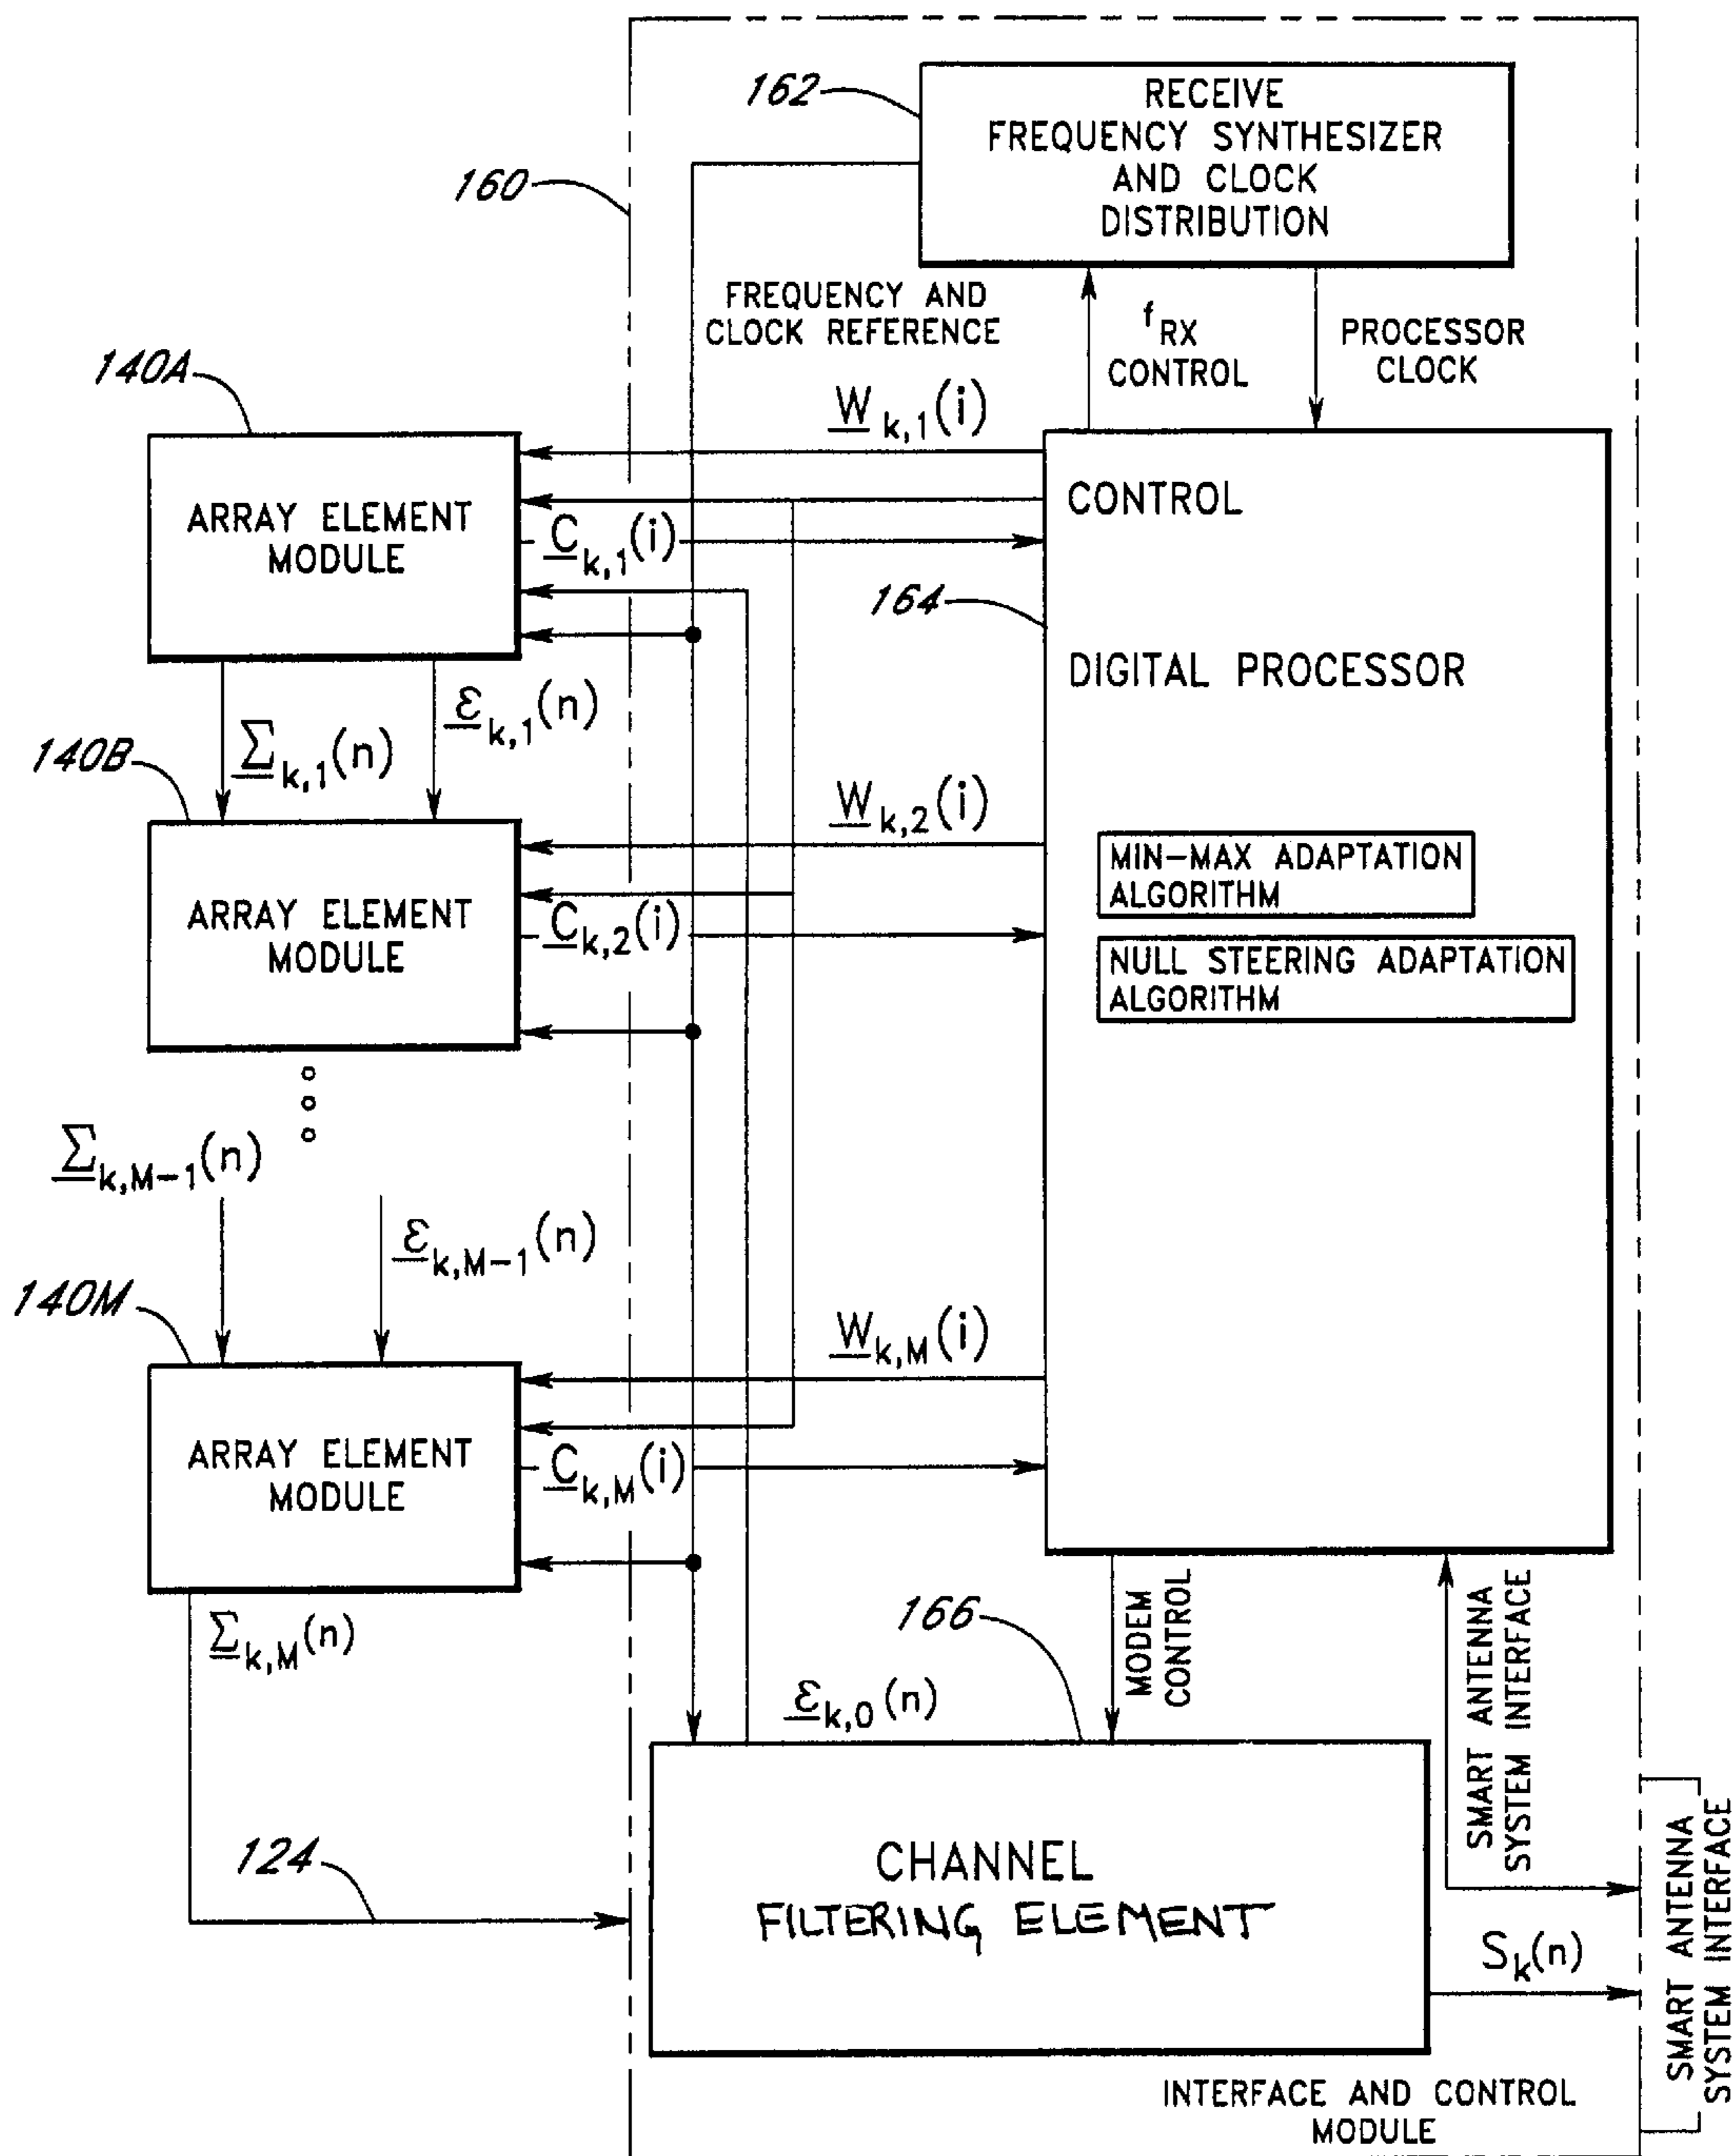 162
RECEIVE
FREQUENCY SYNTHESIZER
AND CLOCK
DISTRIBUTION
160
FREQUENCY AND
CLOCK REFERENCE
f RX
CONTROL
PROCESSOR
CLOCK
140A
W k,1 (i)
ARRAY ELEMENT
MODULE
C k,1 (i)
CONTROL
164
DIGITAL PROCESSOR
Σ k,1 (n)
ε k,1 (n)
140B
W k,2 (i)
ARRAY ELEMENT
MODULE
C k,2 (i)
MIN-MAX ADAPTATION
ALGORITHM
NULL STEERING ADAPTATION
ALGORITHM
Σ k,M-1 (n)
ε k,M-1 (n)
140M
W k,M (i)
ARRAY ELEMENT
MODULE
C k,M (i)
Σ k,M (n)
166
MODEM
CONTROL
SMART ANTENNA
SYSTEM INTERFACE
ε k,0 (n)
124
CHANNEL
FILTERING ELEMENT
S k (n)
SMART ANTENNA
SYSTEM INTERFACE
INTERFACE AND CONTROL
MODULE